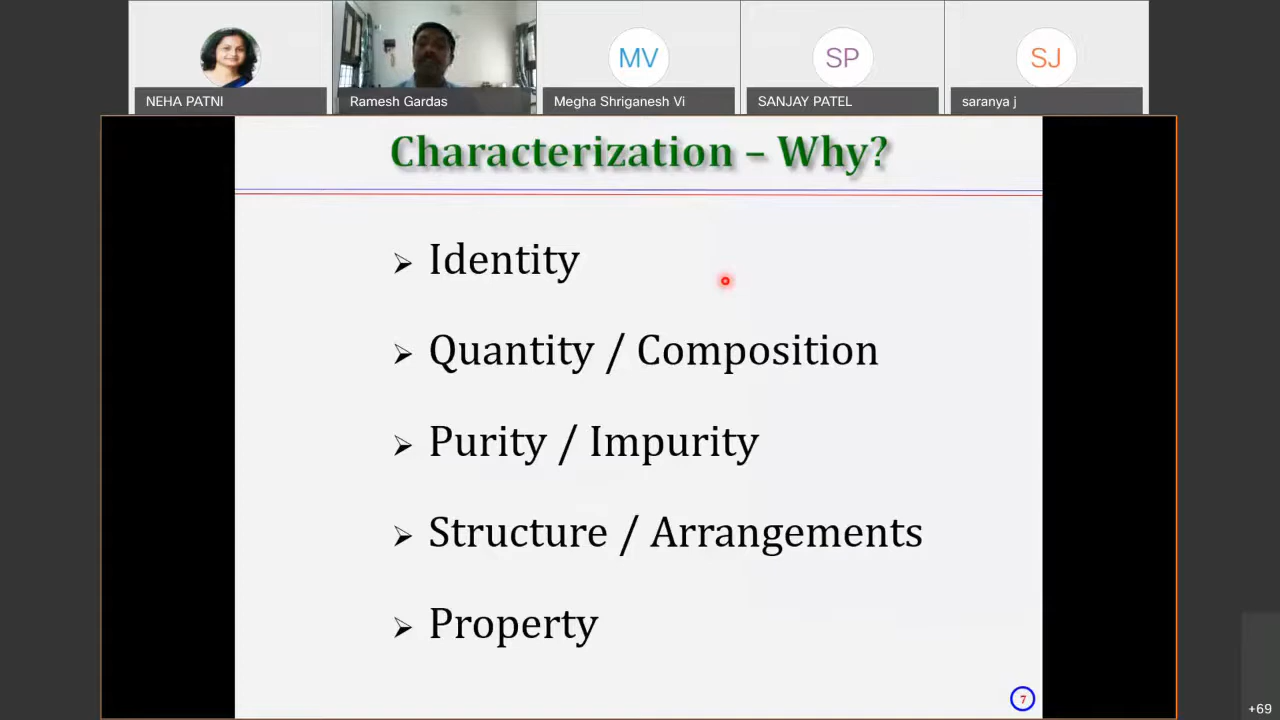 MV
SP
SJ
NEHA PATNI
Ramesh Gardas
Megha Shriganesh Vi
SANJAY PATEL
saranya j
Characterization – Why?
➢ Identity
➢ Quantity / Composition
➢ Purity / Impurity
➢ Structure / Arrangements
➢ Property
7
+69